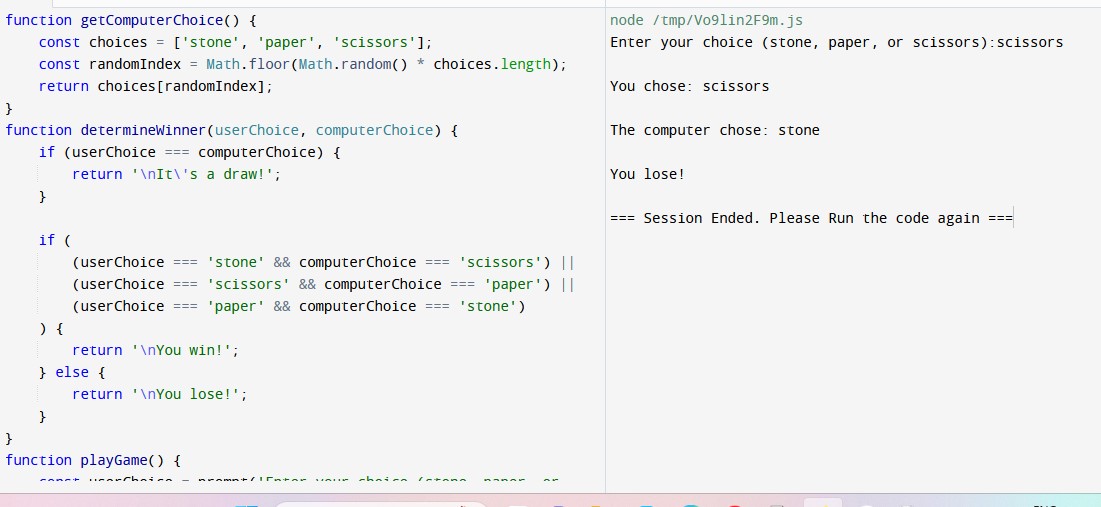 function getComputerChoice() {
const choices = ['stone', 'paper', 'scissors'];
const randomIndex = Math.floor(Math.random() * choices.length);
return choices[randomIndex];
}
function determineWinner(userChoice, computerChoice) {
if (userChoice === computerChoice) {
return '\nIt\'s a draw!';
}
if (
(userChoice === 'stone' && computerChoice === 'scissors') ||
(userChoice === 'scissors' && computerChoice === 'paper') ||
(userChoice === 'paper' && computerChoice === 'stone')
) {
return '\nYou win!';
} else {
return '\nYou lose!';
}
}
function playGame() {
const userChoice = prompt('Enter your choice (stone, paper, or
node /tmp/Vo9lin2F9m.js
Enter your choice (stone, paper, or scissors):scissors
You chose: scissors
The computer chose: stone
You lose!
=== Session Ended. Please Run the code again ===